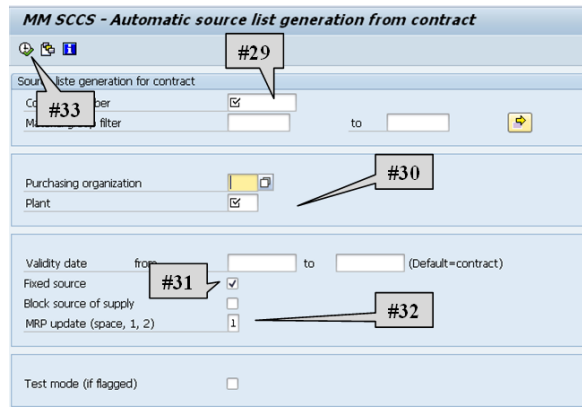 MM SCCS - Automatic source list generation from contract
#29
Source liste generation for contract
#33
filter to
#30
Purchasing organization
Plant
Validity date from to (Default=contract)
#31
Fixed source
Block source of supply
#32
MRP update (space, 1, 2) 1
Test mode (if flagged)